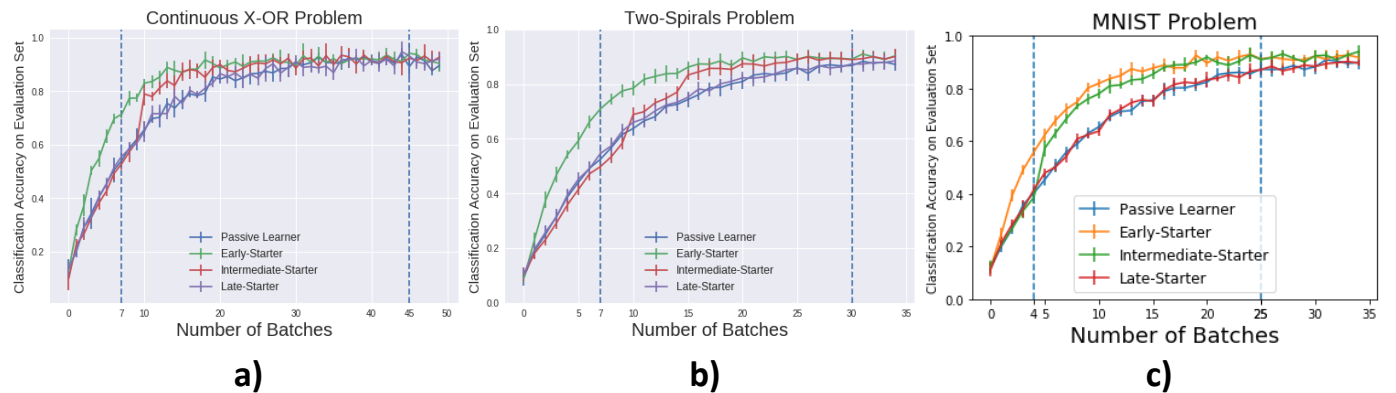 Continuous X-OR Problem
Classification Accuracy on Evaluation Set
1.0
0.8
0.6
0.4
0.2
Passive Learner
Early-Starter
Intermediate-Starter
Late-Starter
0 7 10 20 30 40 45 50
Number of Batches
a)
Two-Spirals Problem
Classification Accuracy on Evaluation Set
1.0
0.8
0.6
0.4
0.2
0.0
Passive Learner
Early-Starter
Intermediate-Starter
Late-Starter
0 5 7 10 15 20 25 30 35
Number of Batches
b)
MNIST Problem
Classification Accuracy on Evaluation Set
1.0
0.8
0.6
0.4
0.2
0.0
Passive Learner
Early-Starter
Intermediate-Starter
Late-Starter
0 4 5 10 15 20 25 30 35
Number of Batches
c)